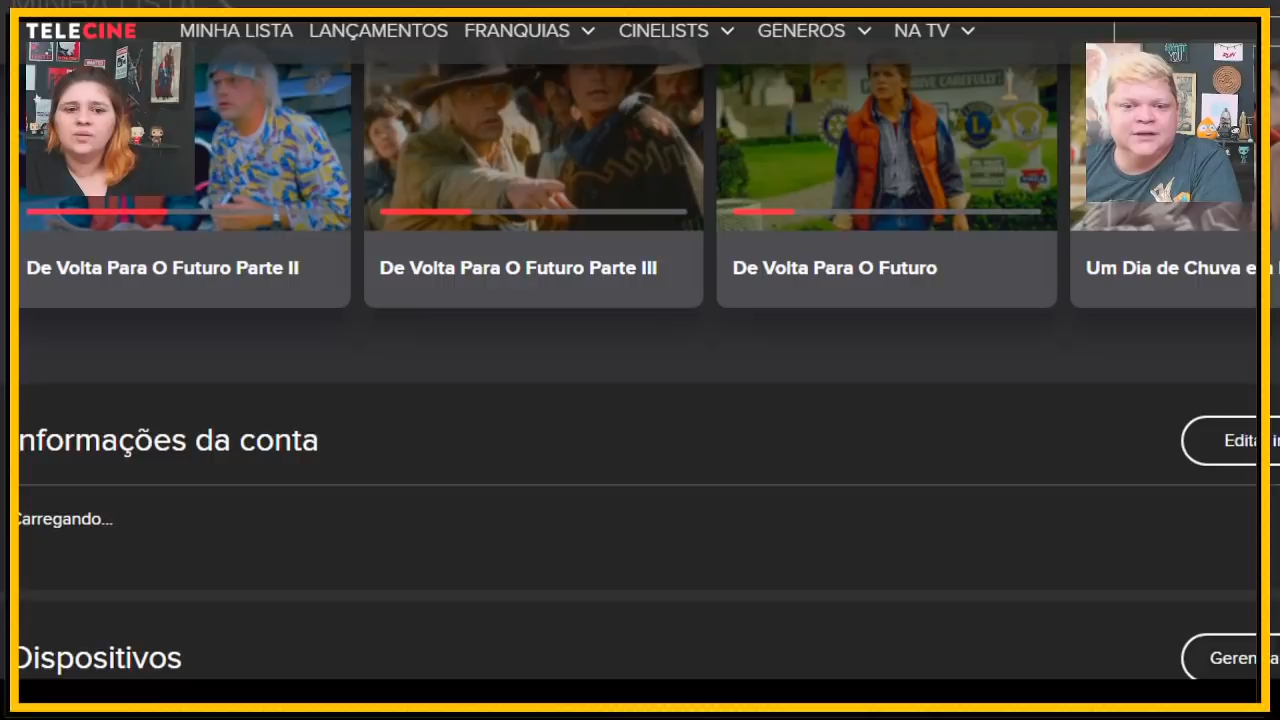 TELECINE MINHA LISTA LANÇAMENTOS FRANQUIAS CINELISTS GENEROS NA TV
De Volta Para O Futuro Parte II
De Volta Para O Futuro Parte III
De Volta Para O Futuro
Um Dia de Chuva e
nformações da conta
Edita
Carregando...
Dispositivos
Geren